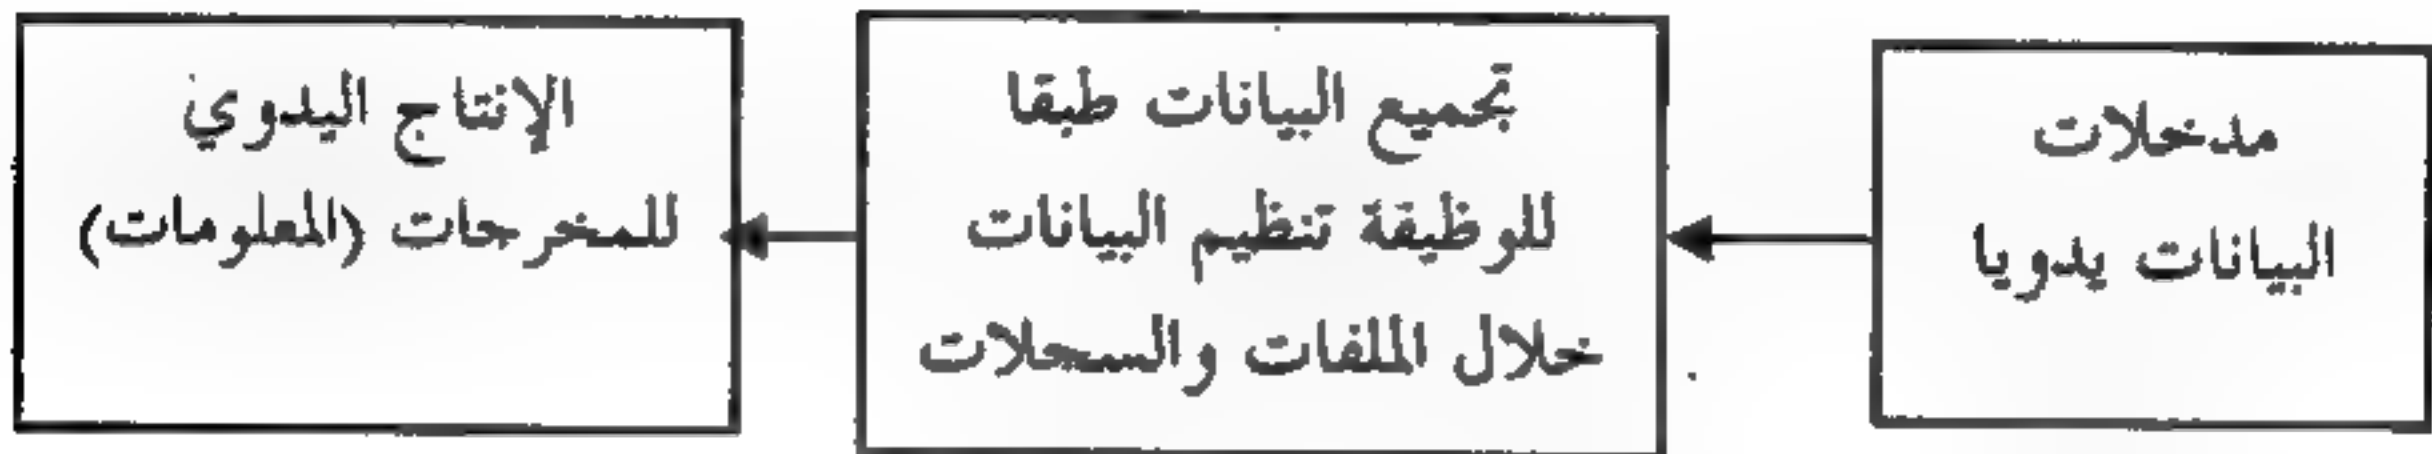 مدخلات
البيانات يدويا
تجميع البيانات طبقا
للوظيفة تنظيم البيانات
خلال الملفات والسجلات
الإنتاج اليدوي
للمخرجات (المعلومات)